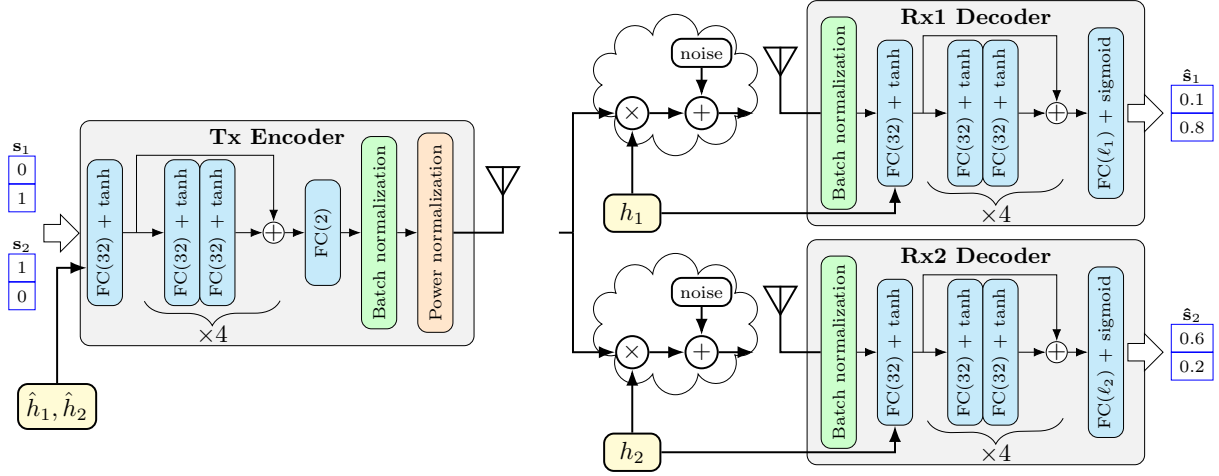 Tx Encoder
s₁
0
1
s₂
1
0
FC(32) + tanh
FC(32) + tanh
FC(32) + tanh
×4
+
FC(2)
Batch normalization
Power normalization
ĥ₁, ĥ₂
noise
×
+
h₁
Rx1 Decoder
Batch normalization
FC(32) + tanh
FC(32) + tanh
FC(32) + tanh
×4
+
FC(ℓ₁) + sigmoid
ŝ₁
0.1
0.8
noise
×
+
h₂
Rx2 Decoder
Batch normalization
FC(32) + tanh
FC(32) + tanh
FC(32) + tanh
×4
+
FC(ℓ₂) + sigmoid
ŝ₂
0.6
0.2